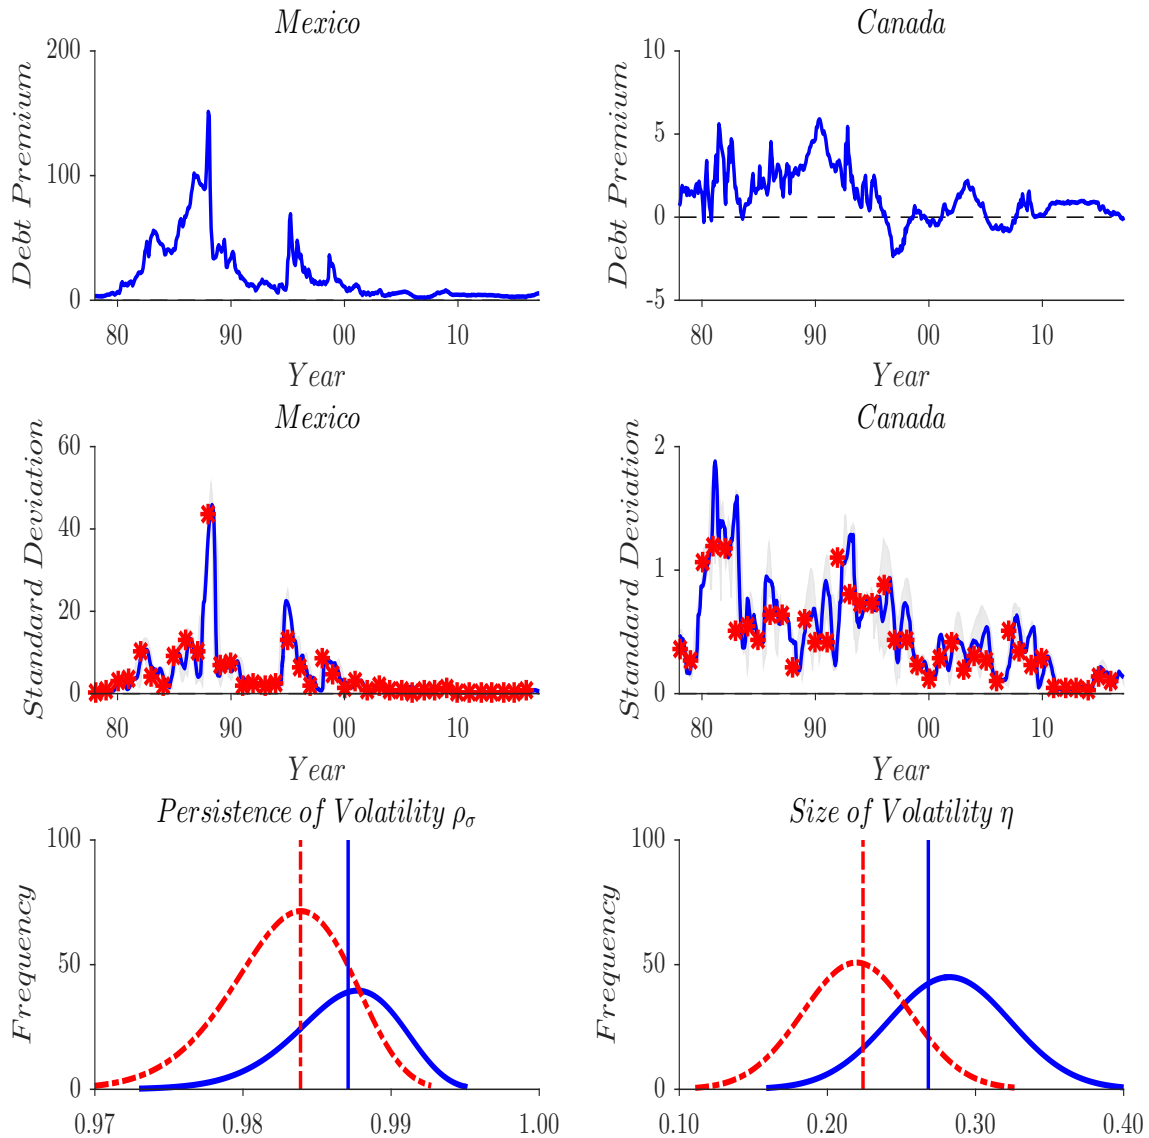 Mexico
Canada
Debt Premium
200
100
0
80 90 00 10
Year
Debt Premium
10
5
0
-5
80 90 00 10
Year
Mexico
Canada
Standard Deviation
60
40
20
0
80 90 00 10
Year
Standard Deviation
2
1
0
80 90 00 10
Year
Persistence of Volatility ρσ
Size of Volatility η
Frequency
100
50
0
0.97 0.98 0.99 1.00
Frequency
100
50
0
0.10 0.20 0.30 0.40